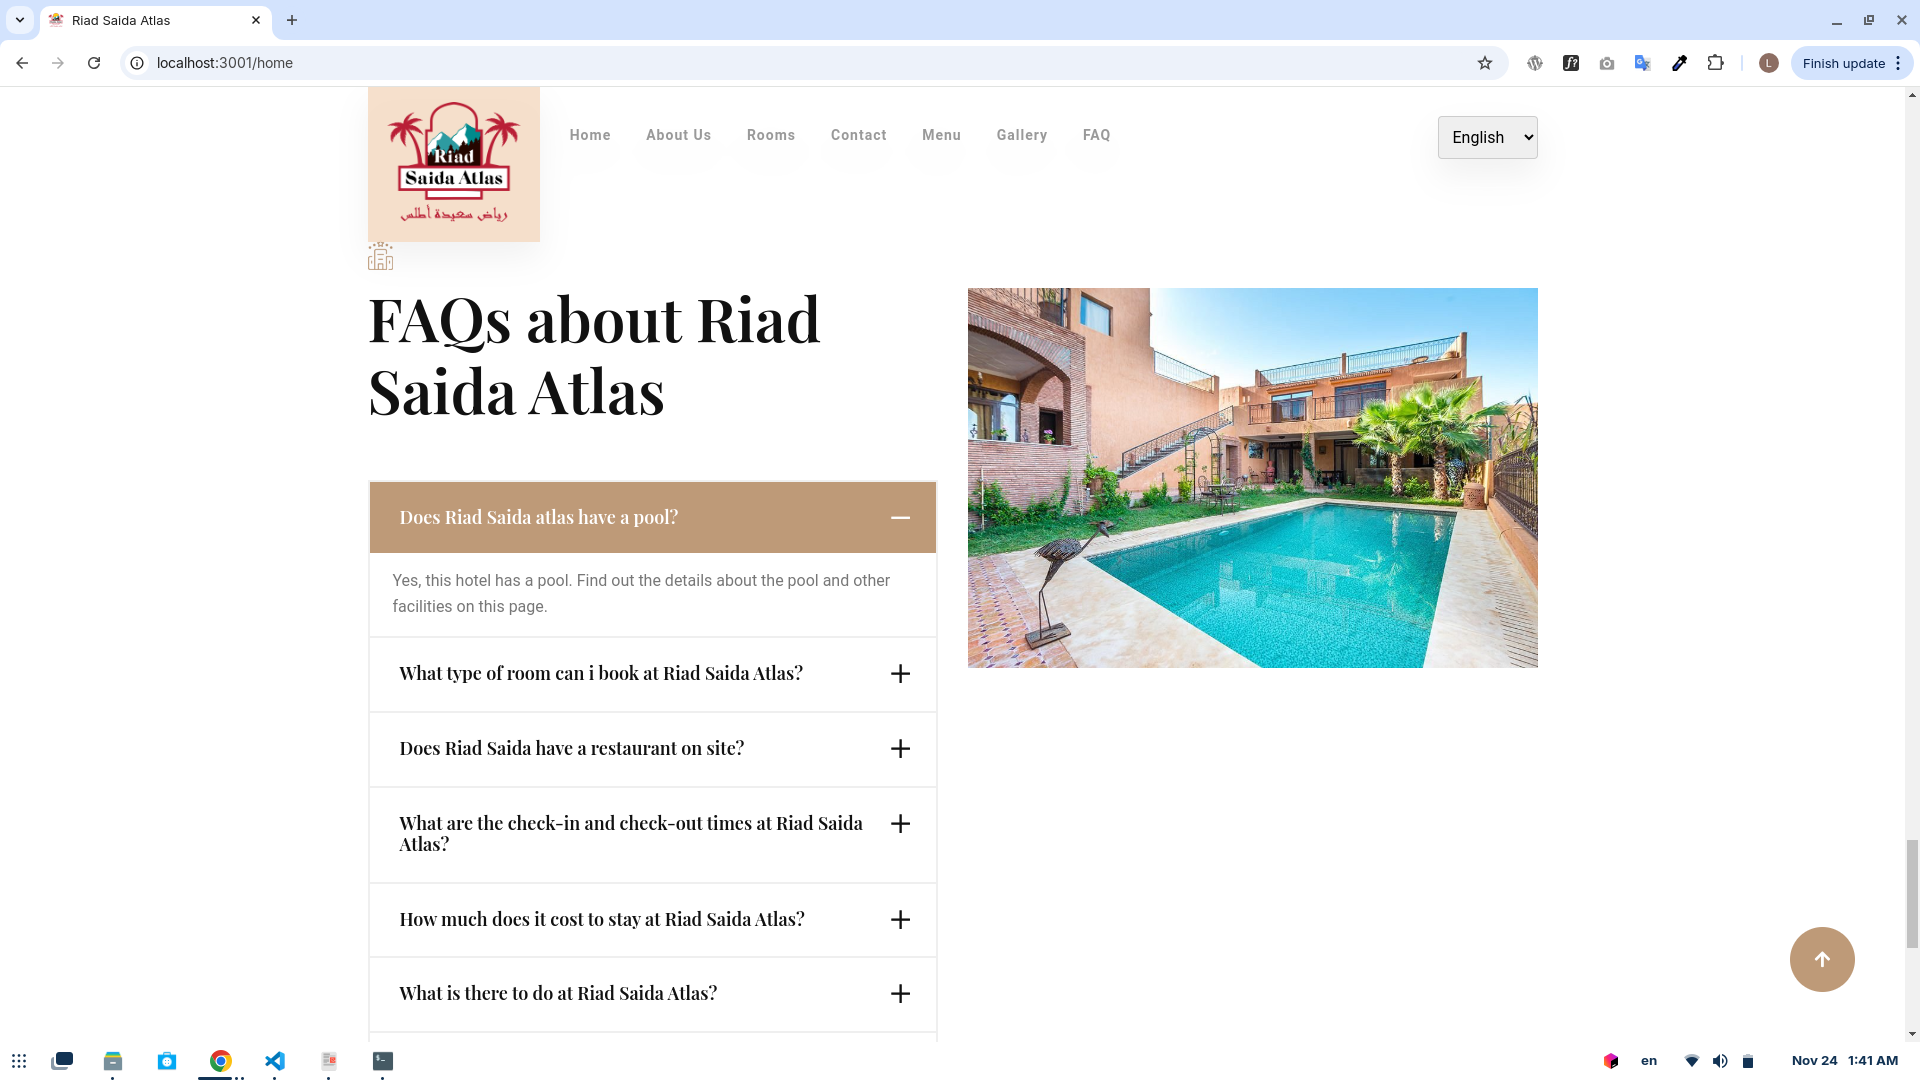 Riad Saida Atlas
localhost:3001/home
L
Finish update
Riad
Saida Atlas
رياض سعيدة أطلس
Home
About Us
Rooms
Contact
Menu
Gallery
FAQ
English
FAQs about Riad
Saida Atlas
Does Riad Saida atlas have a pool?
Yes, this hotel has a pool. Find out the details about the pool and other
facilities on this page.
What type of room can i book at Riad Saida Atlas?
Does Riad Saida have a restaurant on site?
What are the check-in and check-out times at Riad Saida
Atlas?
How much does it cost to stay at Riad Saida Atlas?
What is there to do at Riad Saida Atlas?
en
Nov 24 1:41 AM